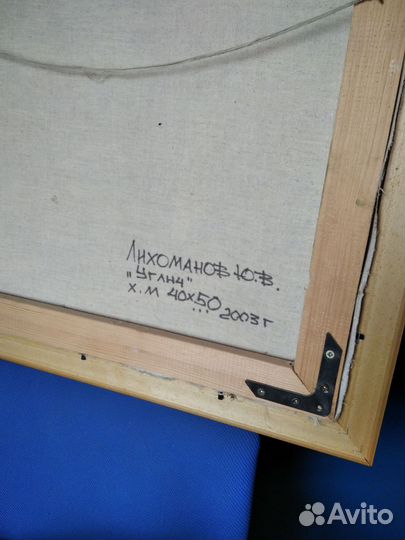 ЛИХОМАНОВ Ю.В.
"Углич"
Х.М 40х50 ... 2003 г
Avito